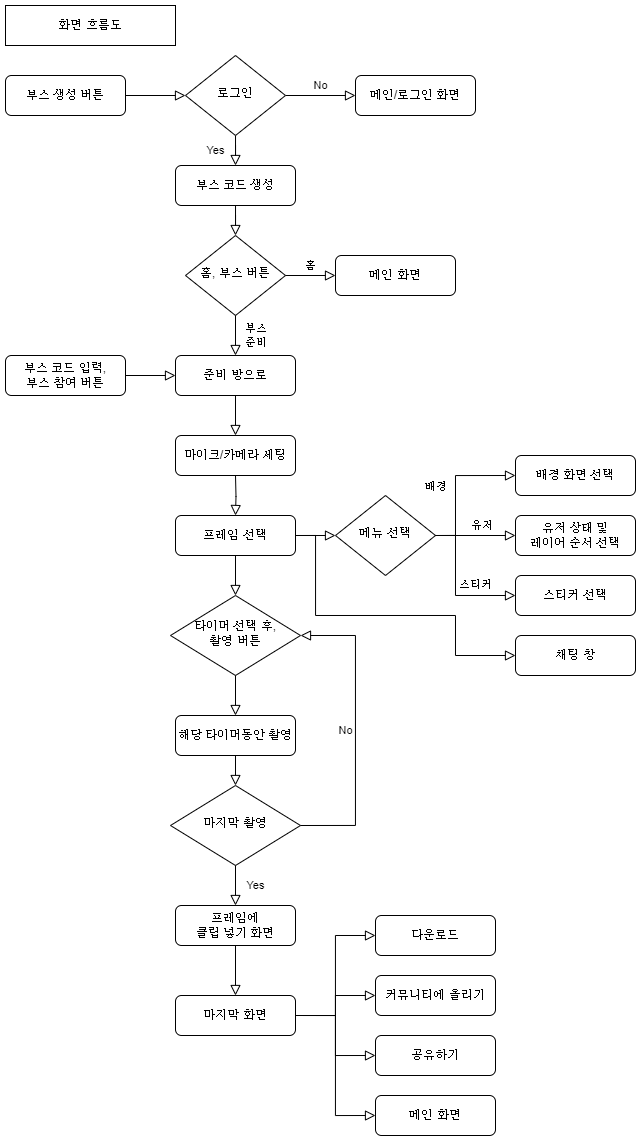 화면 흐름도
부스 생성 버튼
로그인
No
메인/로그인 화면
Yes
부스 코드 생성
홈, 부스 버튼
홈
메인 화면
부스
준비
부스 코드 입력,
부스 참여 버튼
준비 방으로
마이크/카메라 세팅
프레임 선택
메뉴 선택
배경
배경 화면 선택
유저
유저 상태 및
레이어 순서 선택
스티커
스티커 선택
채팅 창
타이머 선택 후,
촬영 버튼
해당 타이머동안 촬영
No
마지막 촬영
Yes
프레임에
클립 넣기 화면
마지막 화면
다운로드
커뮤니티에 올리기
공유하기
메인 화면